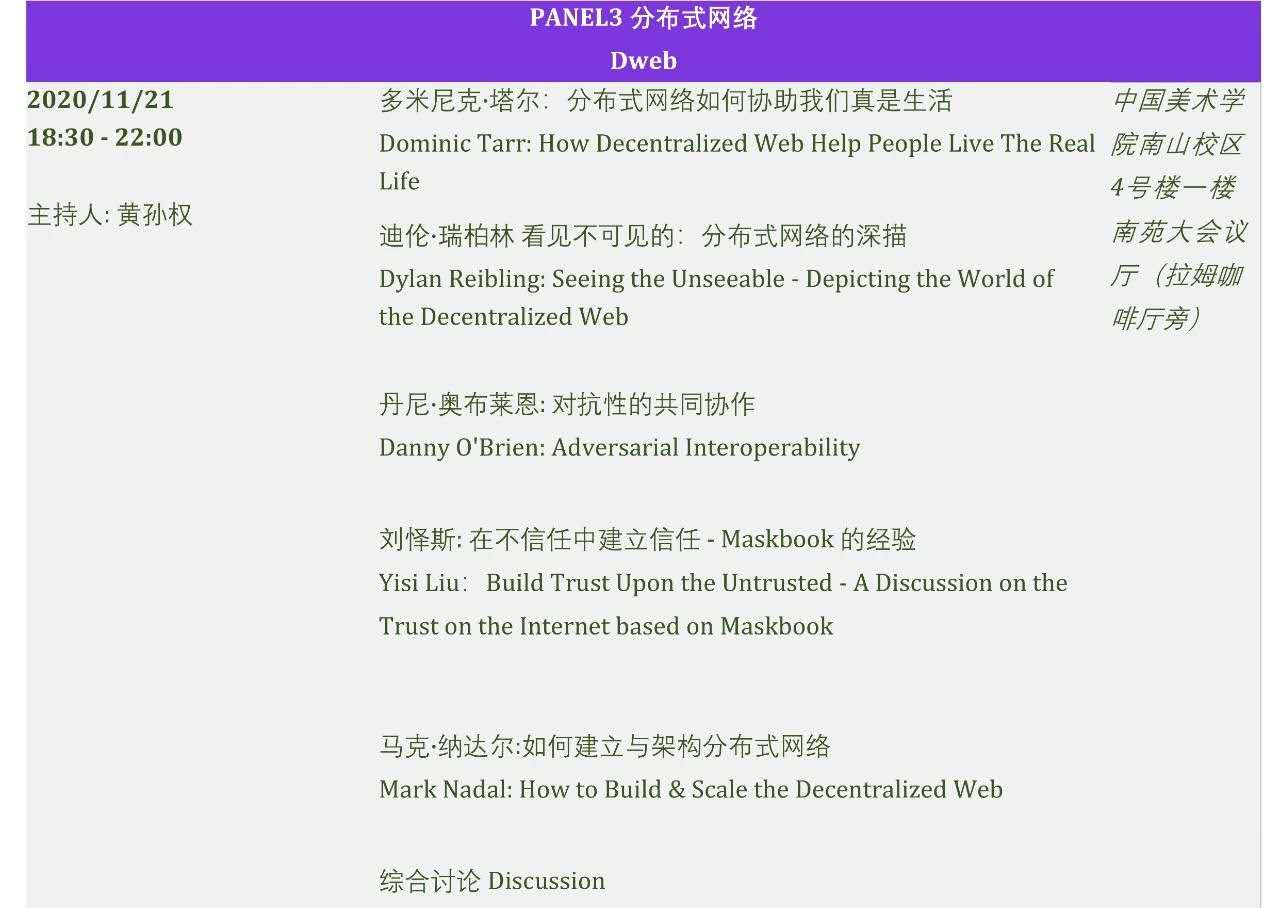 PANEL3 分布式网络
Dweb
2020/11/21
18:30 - 22:00
主持人: 黄孙权
多米尼克·塔尔：分布式网络如何协助我们真是生活
Dominic Tarr: How Decentralized Web Help People Live The Real
Life
迪伦·瑞柏林 看见不可见的：分布式网络的深描
Dylan Reibling: Seeing the Unseeable - Depicting the World of
the Decentralized Web
丹尼·奥布莱恩: 对抗性的共同协作
Danny O'Brien: Adversarial Interoperability
刘怿斯: 在不信任中建立信任 - Maskbook 的经验
Yisi Liu：Build Trust Upon the Untrusted - A Discussion on the
Trust on the Internet based on Maskbook
马克·纳达尔:如何建立与架构分布式网络
Mark Nadal: How to Build & Scale the Decentralized Web
综合讨论 Discussion
中国美术学
院南山校区
4号楼一楼
南苑大会议
厅（拉姆咖
啡厅旁）